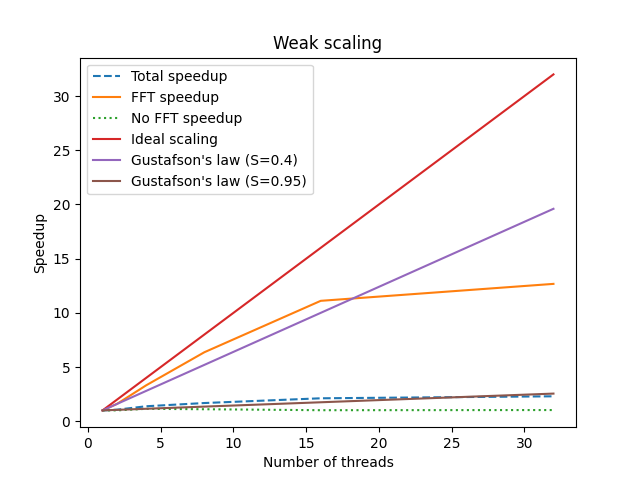 Weak scaling
Total speedup
FFT speedup
No FFT speedup
Ideal scaling
Gustafson's law (S=0.4)
Gustafson's law (S=0.95)
Speedup
30
25
20
15
10
5
0
0 5 10 15 20 25 30
Number of threads